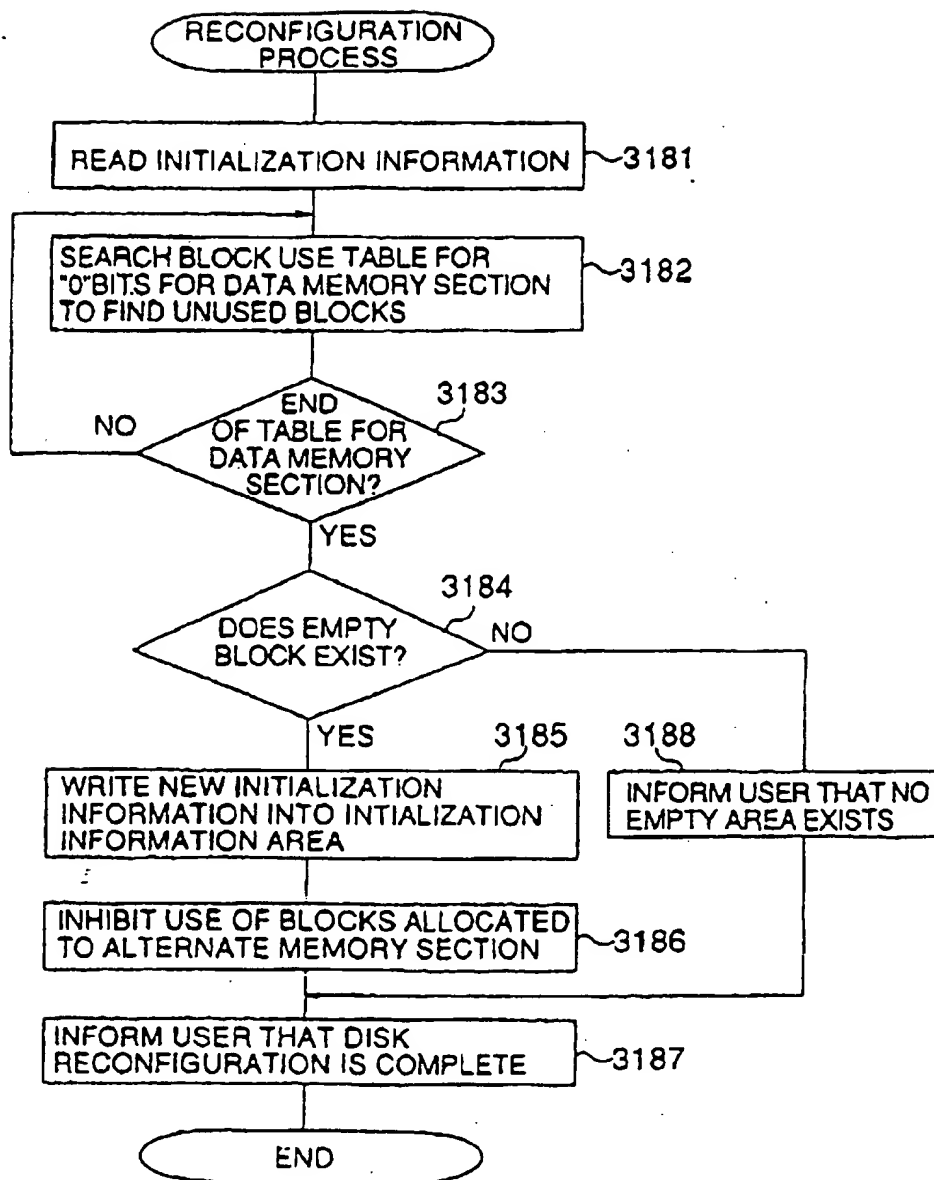 RECONFIGURATION
PROCESS
READ INITIALIZATION INFORMATION
3181
SEARCH BLOCK USE TABLE FOR
"0"BITS FOR DATA MEMORY SECTION
TO FIND UNUSED BLOCKS
3182
END
OF TABLE FOR
DATA MEMORY
SECTION?
3183
NO
YES
DOES EMPTY
BLOCK EXIST?
3184
NO
YES
3185
WRITE NEW INITIALIZATION
INFORMATION INTO INTIALIZATION
INFORMATION AREA
3188
INFORM USER THAT NO
EMPTY AREA EXISTS
INHIBIT USE OF BLOCKS ALLOCATED
TO ALTERNATE MEMORY SECTION
3186
INFORM USER THAT DISK
RECONFIGURATION IS COMPLETE
3187
END